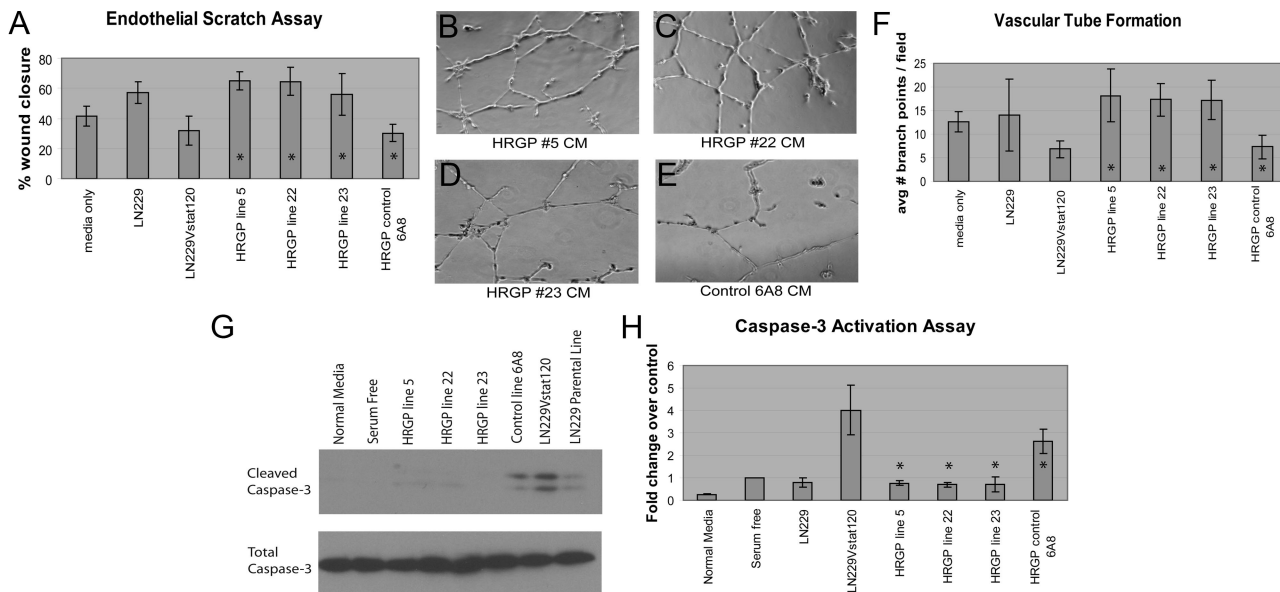 A
Endothelial Scratch Assay
% wound closure
80
60
40
20
0
*
*
*
*
media only
LN229
LN229Vstat120
HRGP line 5
HRGP line 22
HRGP line 23
HRGP control
6A8
B
HRGP #5 CM
C
HRGP #22 CM
D
HRGP #23 CM
E
Control 6A8 CM
F
Vascular Tube Formation
avg # branch points / field
25
20
15
10
5
0
*
*
*
*
media only
LN229
LN229Vstat120
HRGP line 5
HRGP line 22
HRGP line 23
HRGP control
6A8
G
Normal Media
Serum Free
HRGP line 5
HRGP line 22
HRGP line 23
Control line 6A8
LN229Vstat120
LN229 Parental Line
Cleaved
Caspase-3
Total
Caspase-3
H
Caspase-3 Activation Assay
Fold change over control
6
5
4
3
2
1
0
*
*
*
*
Normal Media
Serum free
LN229
LN229Vstat120
HRGP line 5
HRGP line 22
HRGP line 23
HRGP control
6A8